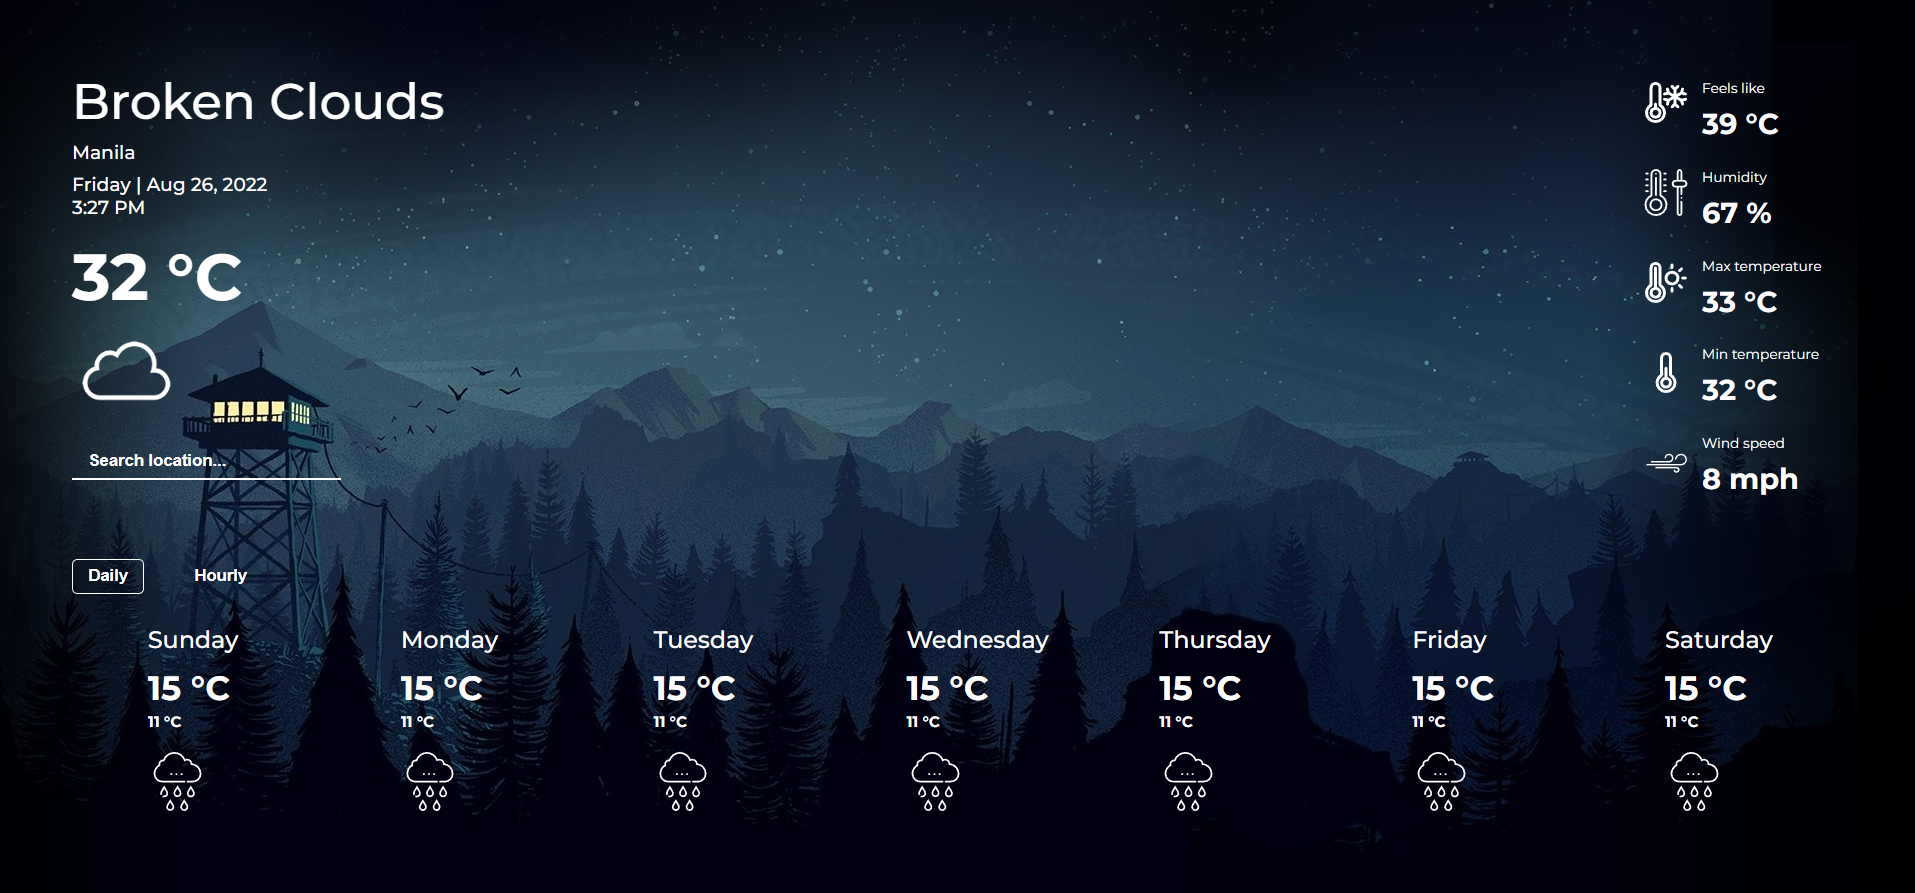 Broken Clouds
Manila
Friday | Aug 26, 2022
3:27 PM
32 °C
Search location...
Feels like
39 °C
Humidity
67 %
Max temperature
33 °C
Min temperature
32 °C
Wind speed
8 mph
Daily
Hourly
Sunday
15 °C
11 °C
Monday
15 °C
11 °C
Tuesday
15 °C
11 °C
Wednesday
15 °C
11 °C
Thursday
15 °C
11 °C
Friday
15 °C
11 °C
Saturday
15 °C
11 °C